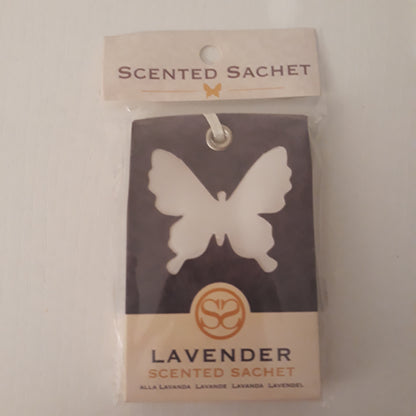 SCENTED SACHET
LAVENDER
SCENTED SACHET
ALLA LAVANDA LAVANDE LAVANDA LAVENDEL